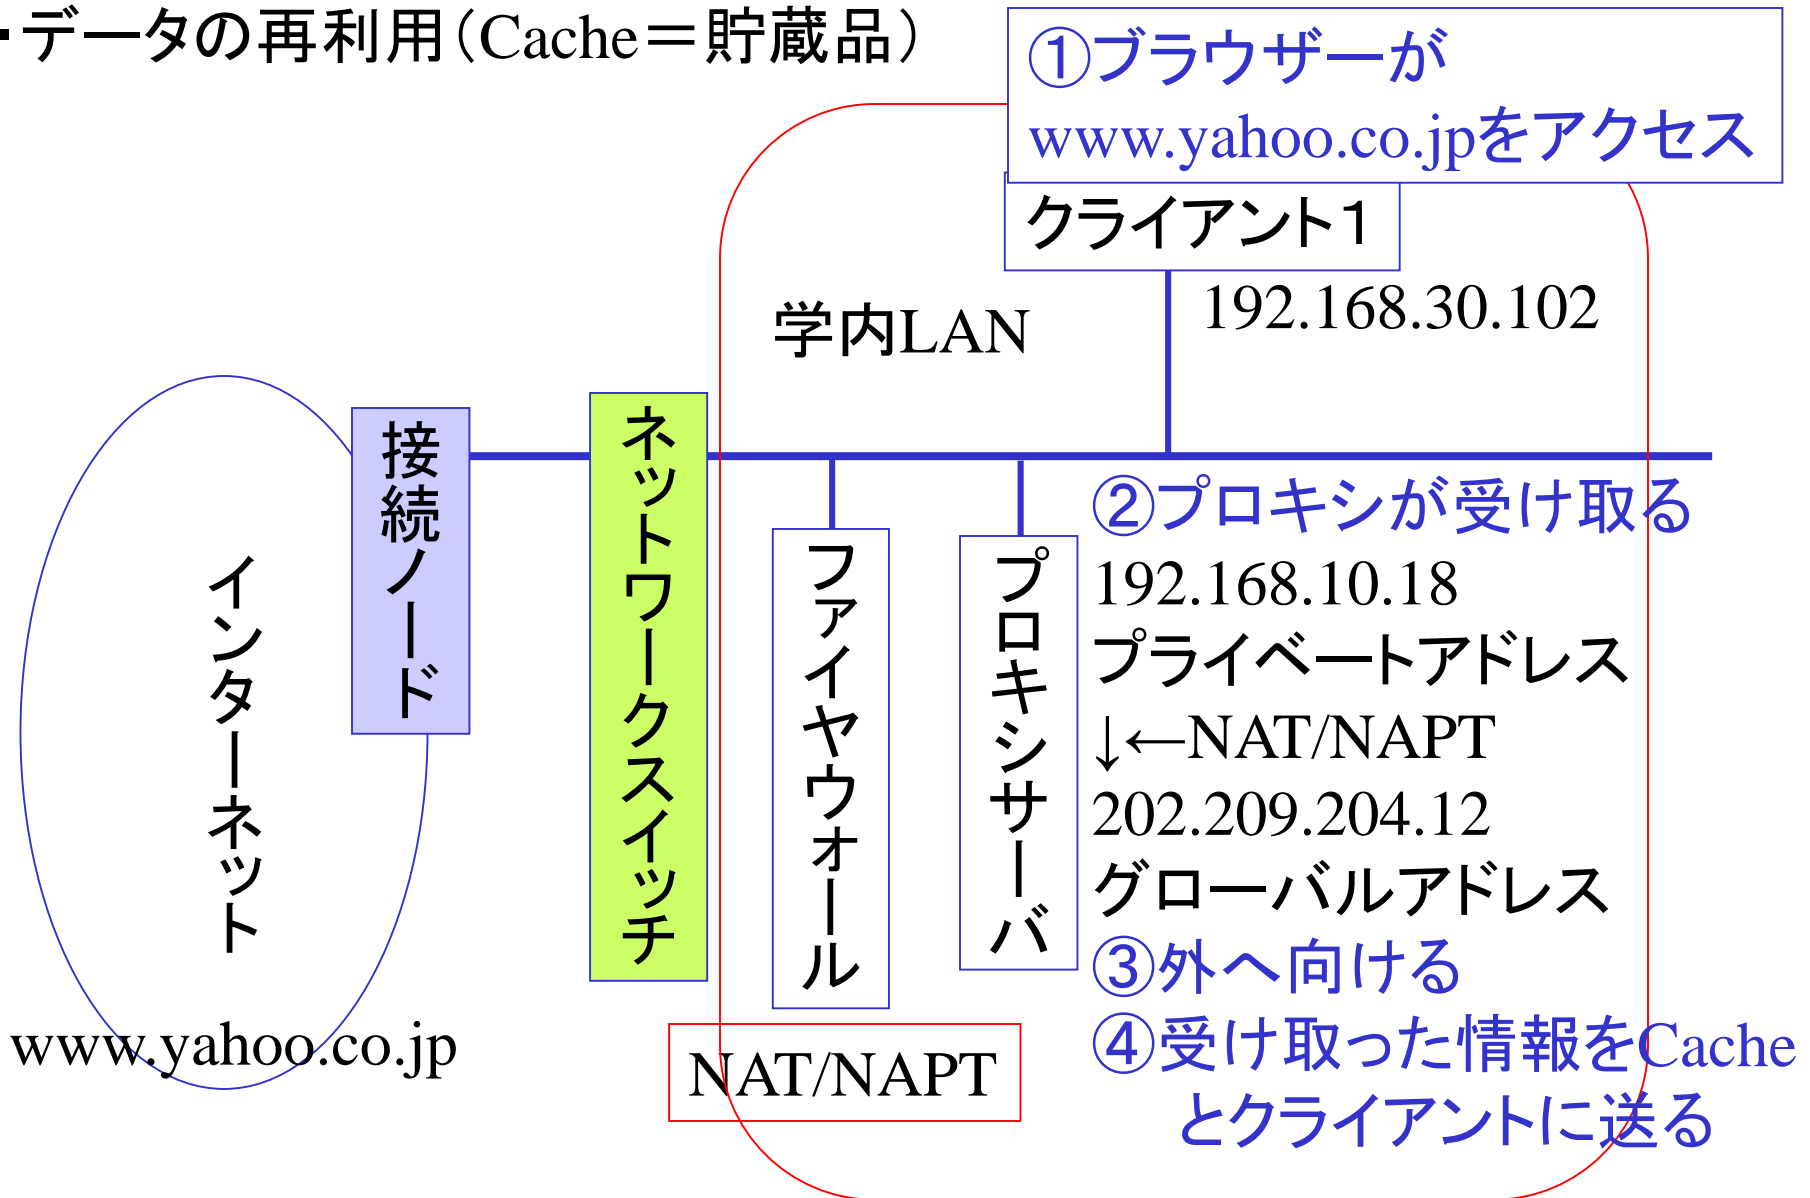 ・データの再利用（Cache＝貯蔵品）
①ブラウザーが
www.yahoo.co.jpをアクセス
クライアント１
192.168.30.102
学内LAN
接続ノード
ネットワークスイッチ
インターネット
www.yahoo.co.jp
ファイヤウォール
プロキシサーバ
NAT/NAPT
②プロキシが受け取る
192.168.10.18
プライベートアドレス
↓←NAT/NAPT
202.209.204.12
グローバルアドレス
③外へ向ける
④受け取った情報をCache
とクライアントに送る